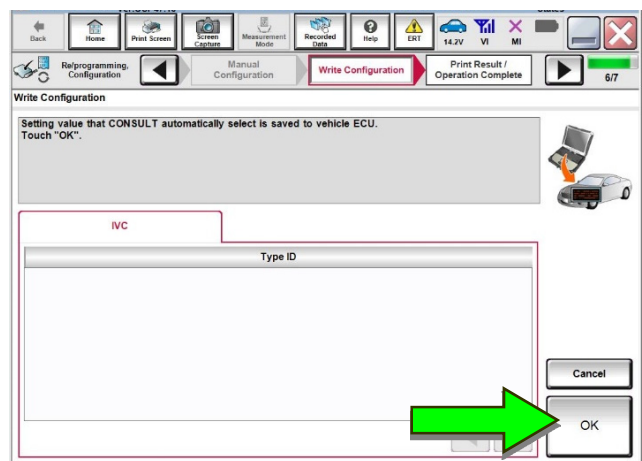 Back
Home
Print Screen
Screen
Capture
Measurement
Mode
Recorded
Data
Help
ERT
14.2V
VI
MI
Re/programming,
Configuration
Manual
Configuration
Write Configuration
Print Result /
Operation Complete
6/7
Write Configuration
Setting value that CONSULT automatically select is saved to vehicle ECU.
Touch "OK".
IVC
Type ID
Cancel
OK